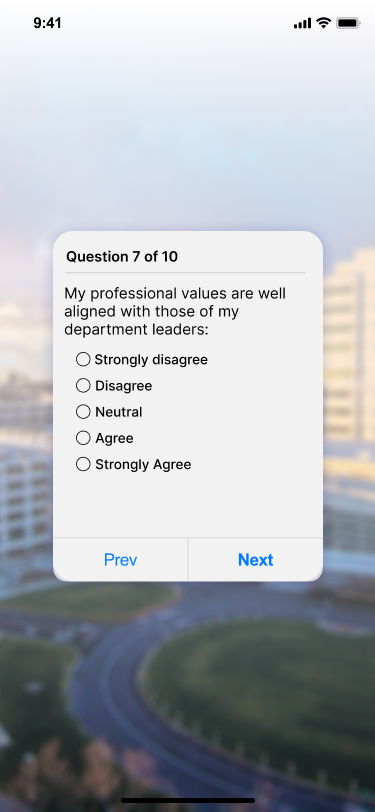 9:41
Question 7 of 10
My professional values are well
aligned with those of my
department leaders:
Strongly disagree
Disagree
Neutral
Agree
Strongly Agree
Prev
Next